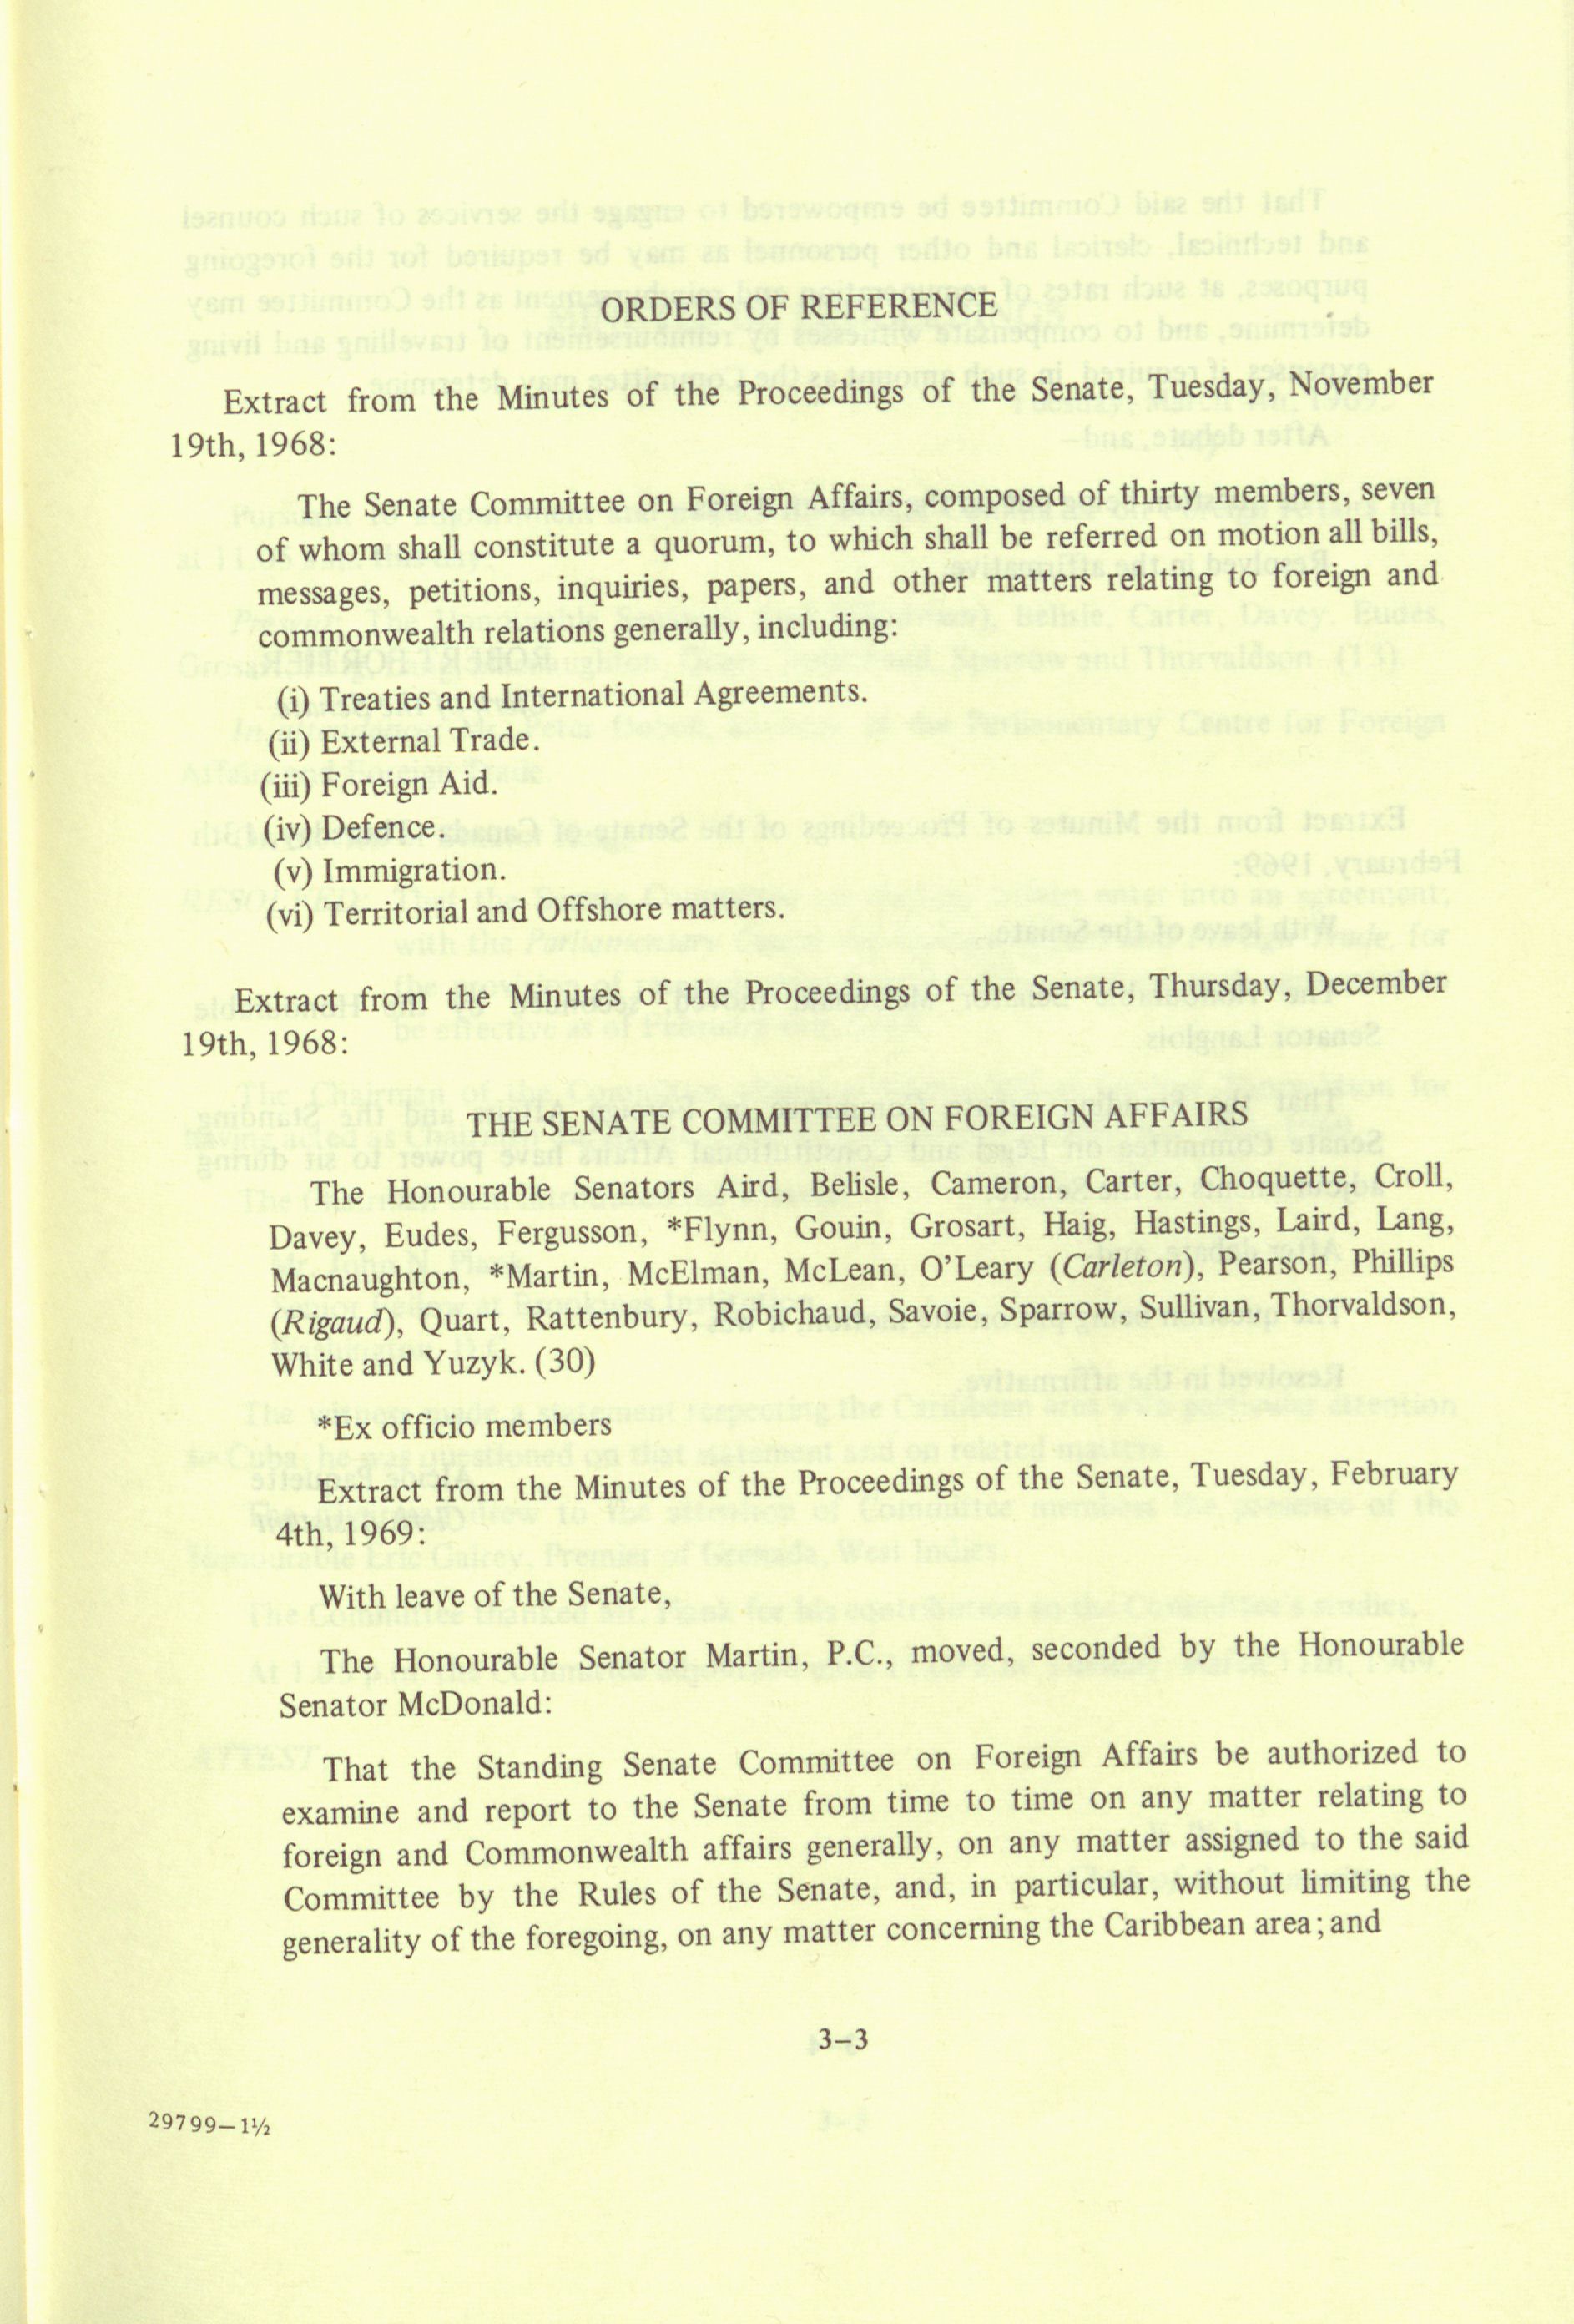 ORDERS OF REFERENCE
Extract from the Minutes of the Proceedings of the Senate, Tuesday, November
19th, 1968:
The Senate Committee on Foreign Affairs, composed of thirty members, seven
of whom shall constitute a quorum, to which shall be referred on motion all bills,
messages, petitions, inquiries, papers, and other matters relating to foreign and
commonwealth relations generally, including:
(i) Treaties and International Agreements.
(ii) External Trade.
(iii) Foreign Aid.
(iv) Defence.
(v) Immigration.
(vi) Territorial and Offshore matters.
Extract from the Minutes of the Proceedings of the Senate, Thursday, December
19th, 1968:
THE SENATE COMMITTEE ON FOREIGN AFFAIRS
The Honourable Senators Aird, Belisle, Cameron, Carter, Choquette, Croll,
Davey, Eudes, Fergusson, *Flynn, Gouin, Grosart, Haig, Hastings, Laird, Lang,
Macnaughton, *Martin, McElman, McLean, O'Leary (Carleton), Pearson, Phillips
(Rigaud), Quart, Rattenbury, Robichaud, Savoie, Sparrow, Sullivan, Thorvaldson,
White and Yuzyk. (30)
*Ex officio members
Extract from the Minutes of the Proceedings of the Senate, Tuesday, February
4th, 1969:
With leave of the Senate,
The Honourable Senator Martin, P.C., moved, seconded by the Honourable
Senator McDonald:
That the Standing Senate Committee on Foreign Affairs be authorized to
examine and report to the Senate from time to time on any matter relating to
foreign and Commonwealth affairs generally, on any matter assigned to the said
Committee by the Rules of the Senate, and, in particular, without limiting the
generality of the foregoing, on any matter concerning the Caribbean area; and
3–3
29799–1½